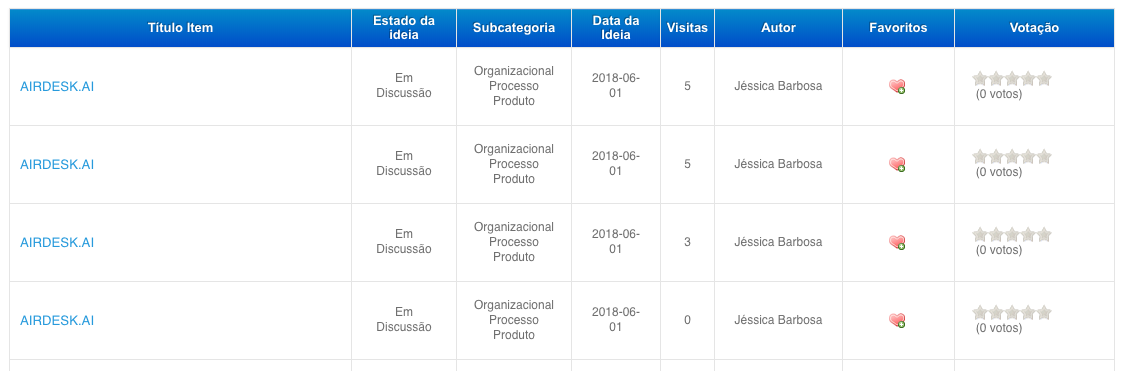 Título Item
Estado da
ideia
Subcategoria
Data da
Ideia
Visitas
Autor
Favoritos
Votação
AIRDESK.AI
Em
Discussão
Organizacional
Processo
Produto
2018-06-
01
5
Jéssica Barbosa
(0 votos)
AIRDESK.AI
Em
Discussão
Organizacional
Processo
Produto
2018-06-
01
5
Jéssica Barbosa
(0 votos)
AIRDESK.AI
Em
Discussão
Organizacional
Processo
Produto
2018-06-
01
3
Jéssica Barbosa
(0 votos)
AIRDESK.AI
Em
Discussão
Organizacional
Processo
Produto
2018-06-
01
0
Jéssica Barbosa
(0 votos)